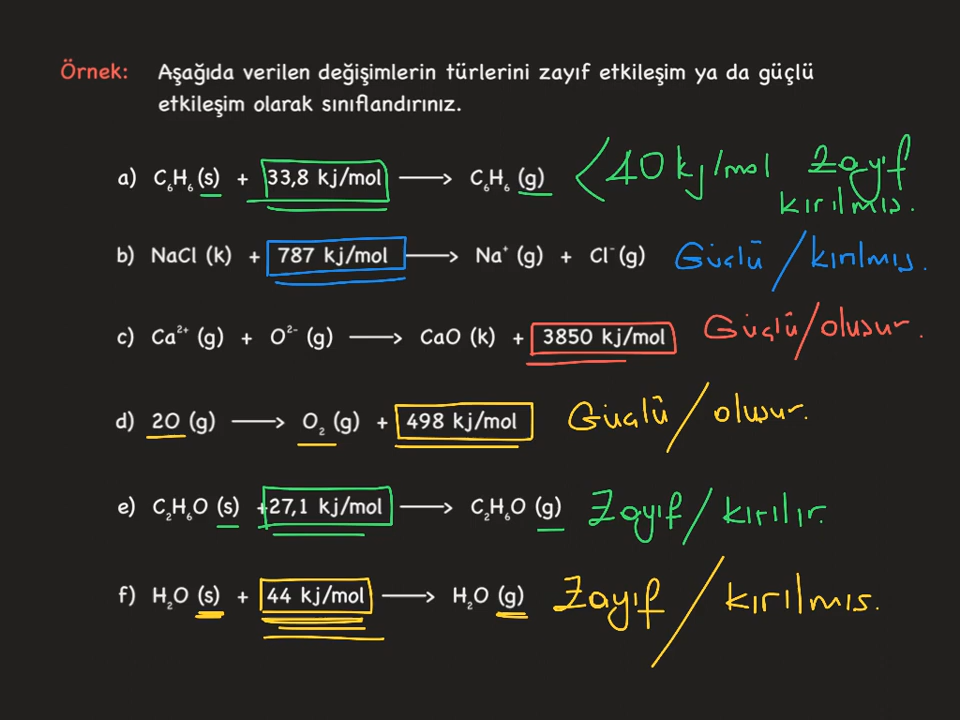 Örnek: Aşağıda verilen değişimlerin türlerini zayıf etkileşim ya da güçlü
etkileşim olarak sınıflandırınız.
a) C₆H₆ (s) + 33,8 kj/mol ⟶ C₆H₆ (g) < 40 kj/mol Zayıf
kırılmış.
b) NaCl (k) + 787 kj/mol ⟶ Na⁺ (g) + Cl⁻ (g) Güçlü / kırılmış.
c) Ca²⁺ (g) + O²⁻ (g) ⟶ CaO (k) + 3850 kj/mol Güçlü / oluşur.
d) 2O (g) ⟶ O₂ (g) + 498 kj/mol Güçlü / oluşur.
e) C₂H₆O (s) +27,1 kj/mol ⟶ C₂H₆O (g) Zayıf / kırılır.
f) H₂O (s) + 44 kj/mol ⟶ H₂O (g) Zayıf / kırılmış.